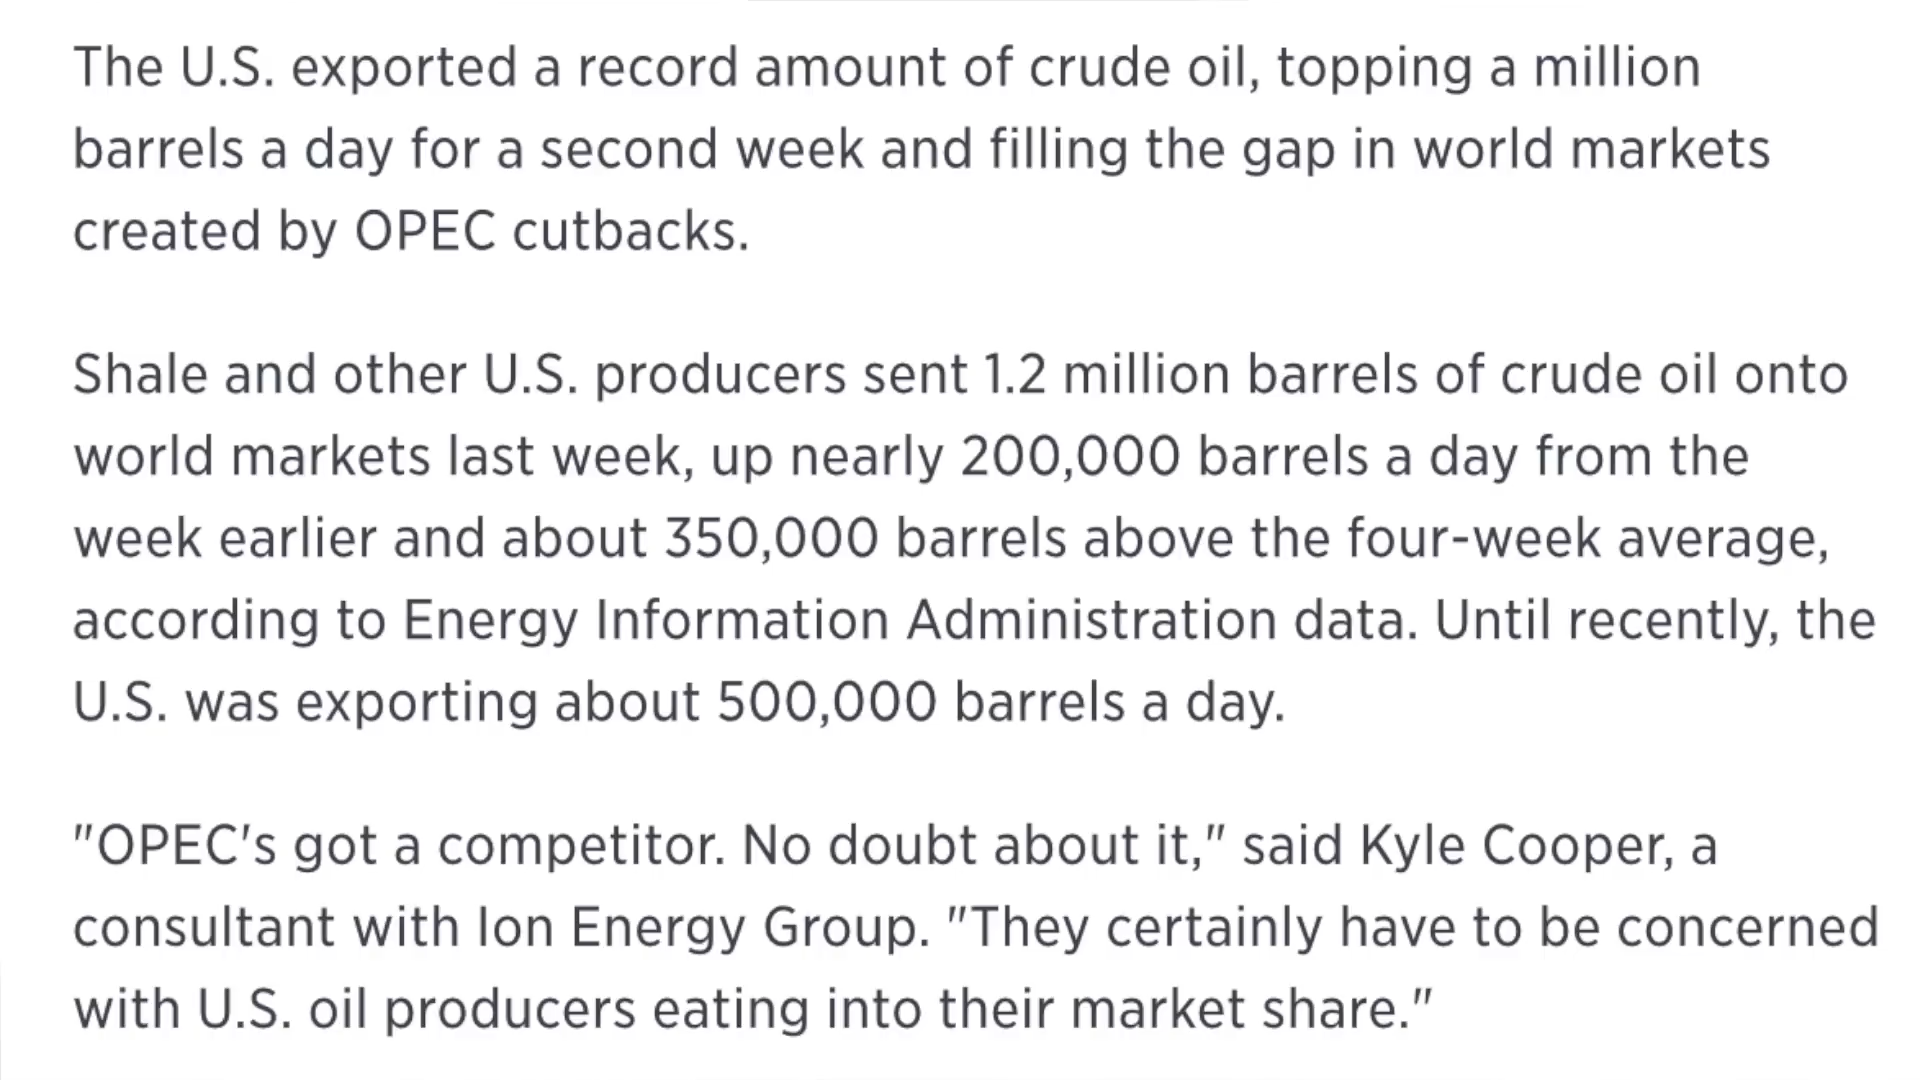 The U.S. exported a record amount of crude oil, topping a million
barrels a day for a second week and filling the gap in world markets
created by OPEC cutbacks.
Shale and other U.S. producers sent 1.2 million barrels of crude oil onto
world markets last week, up nearly 200,000 barrels a day from the
week earlier and about 350,000 barrels above the four-week average,
according to Energy Information Administration data. Until recently, the
U.S. was exporting about 500,000 barrels a day.
"OPEC's got a competitor. No doubt about it," said Kyle Cooper, a
consultant with Ion Energy Group. "They certainly have to be concerned
with U.S. oil producers eating into their market share."